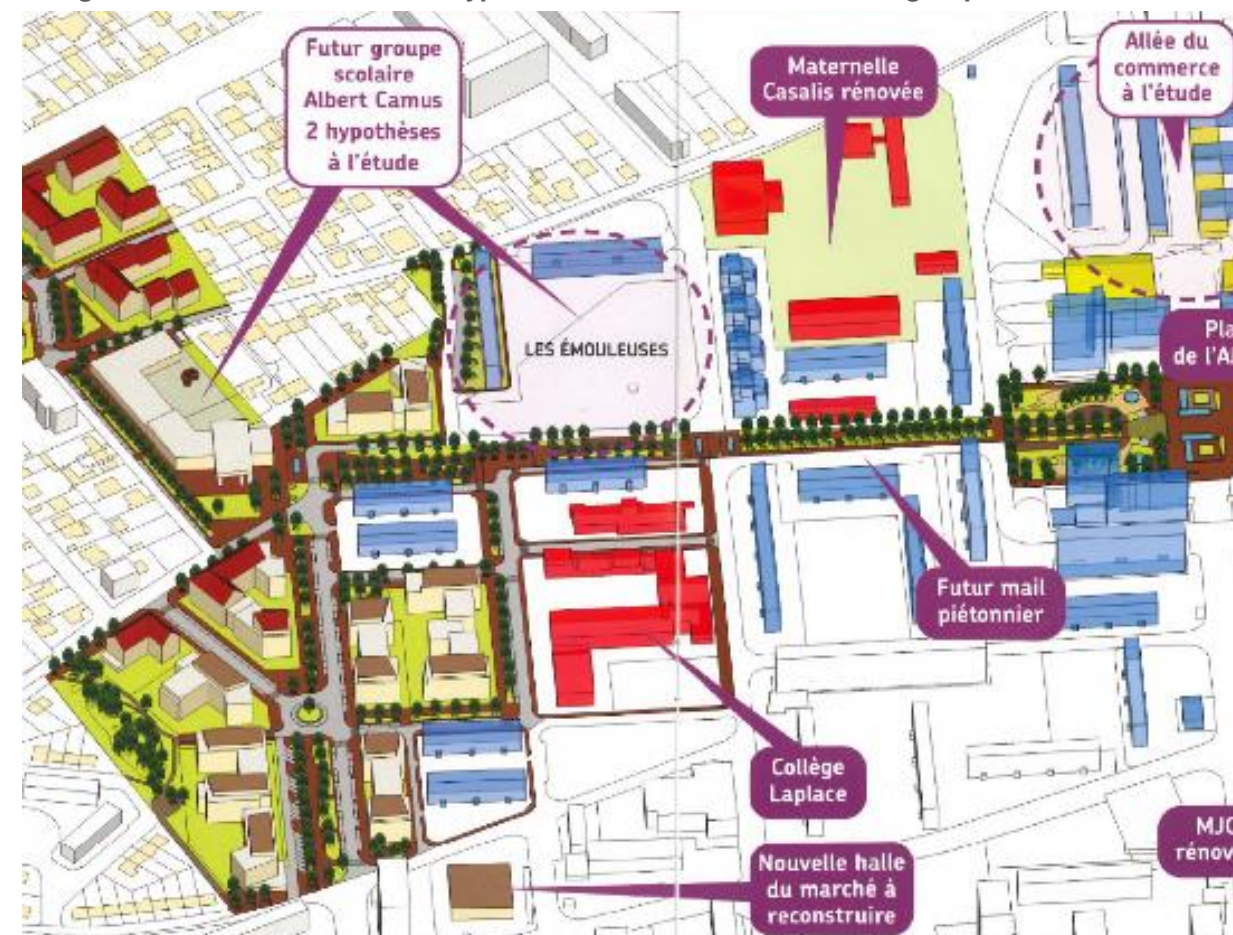 Futur groupe
scolaire
Albert Camus
2 hypothèses
à l'étude
Maternelle
Casalis rénovée
Allée du
commerce
à l'étude
LES ÉMOULEUSES
Futur mail
piétonnier
Collège
Laplace
Nouvelle halle
du marché à
reconstruire